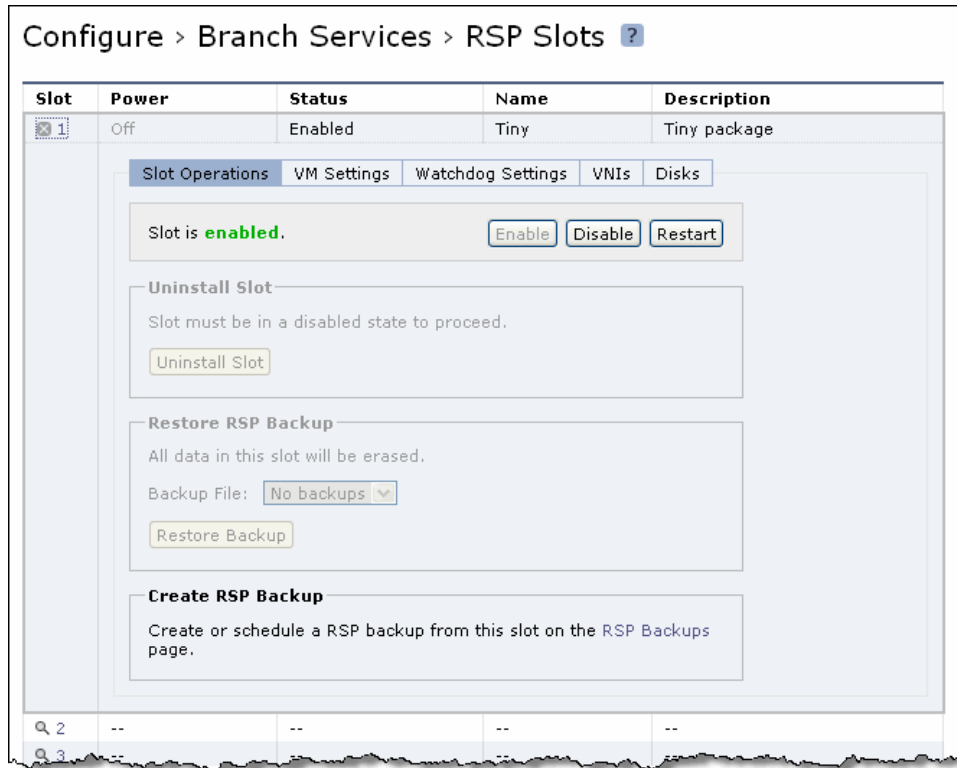 Configure > Branch Services > RSP Slots ?
Slot Power Status Name Description
1 Off Enabled Tiny Tiny package
Slot Operations VM Settings Watchdog Settings VNIs Disks
Slot is enabled. Enable Disable Restart
Uninstall Slot
Slot must be in a disabled state to proceed.
Uninstall Slot
Restore RSP Backup
All data in this slot will be erased.
Backup File: No backups
Restore Backup
Create RSP Backup
Create or schedule a RSP backup from this slot on the RSP Backups
page.
2 -- -- -- --
3 -- -- -- --